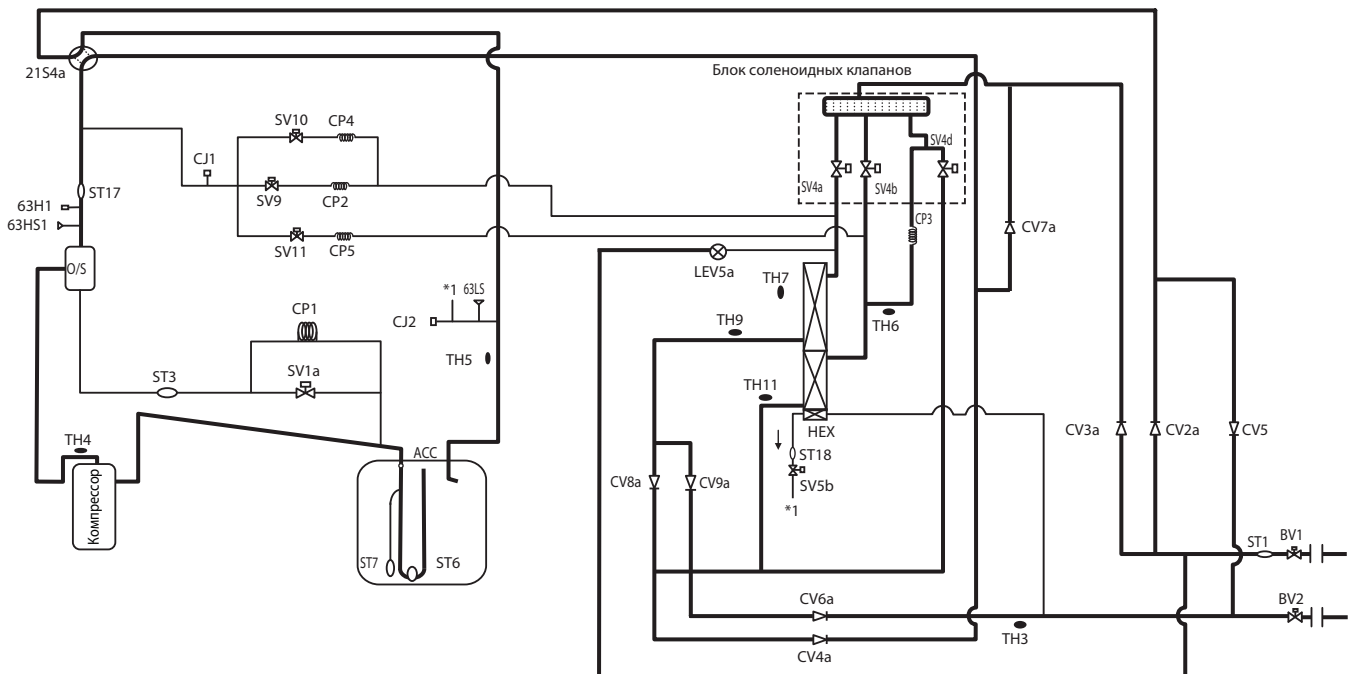 21S4a
Блок соленоидных клапанов
SV10
CP4
CJ1
SV4d
SV9
CP2
SV4a
SV4b
ST17
63H1
63HS1
SV11
CP5
CP3
CV7a
O/S
LEV5a
*1
63LS
TH7
CJ2
CP1
TH9
TH6
TH5
ST3
SV1a
TH11
HEX
TH4
ACC
ST18
CV3a
CV2a
CV5
CV8a
CV9a
SV5b
*1
Компрессор
ST7
ST6
ST1
BV1
CV6a
BV2
TH3
CV4a